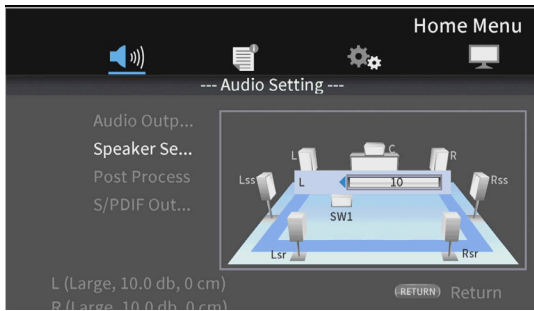 Home Menu
--- Audio Setting ---
Audio Outp...
Speaker Se...
Post Process
S/PDIF Out...
L
C
R
Lss
L
10
Rss
SW1
Lsr
Rsr
L (Large, 10.0 db, 0 cm)
RETURN Return
R (Large, 10.0 db, 0 cm)